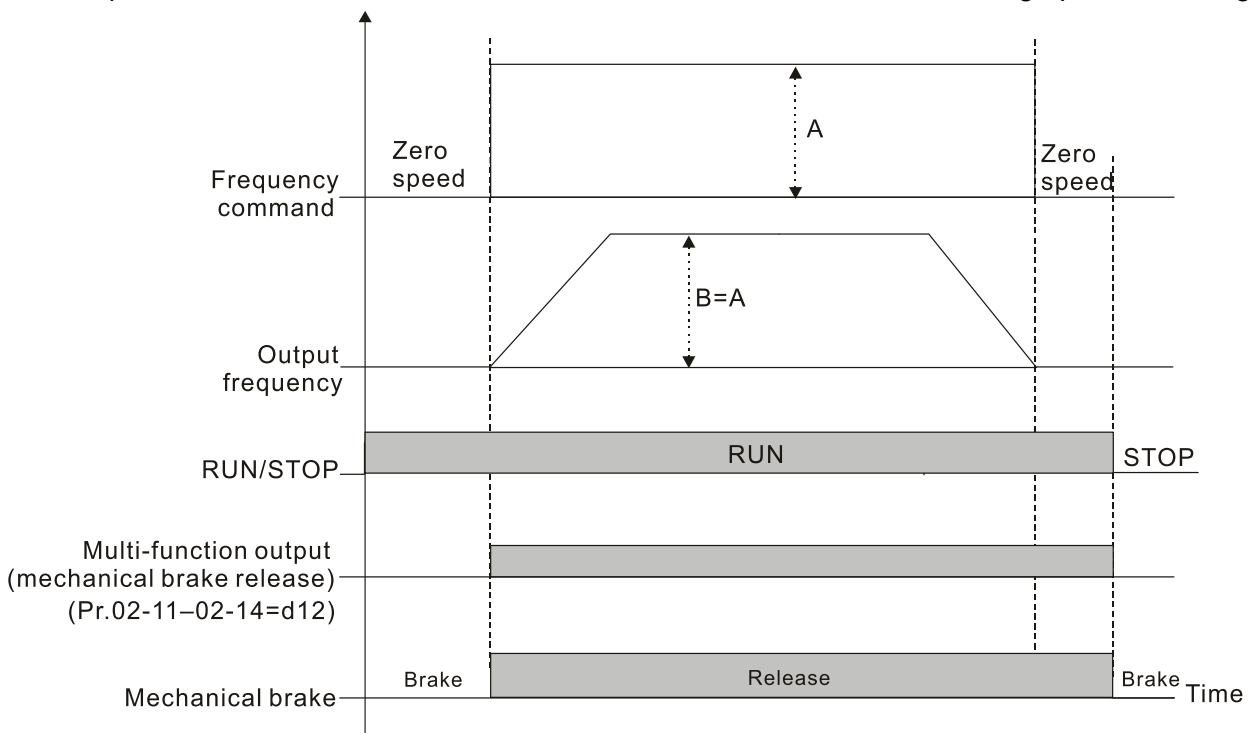 Zero
speed
A
Zero
speed
Frequency
command
B=A
Output
frequency
RUN
STOP
RUN/STOP
Multi-function output
(mechanical brake release)
(Pr.02-11–02-14=d12)
Brake
Release
Brake
Mechanical brake
Time